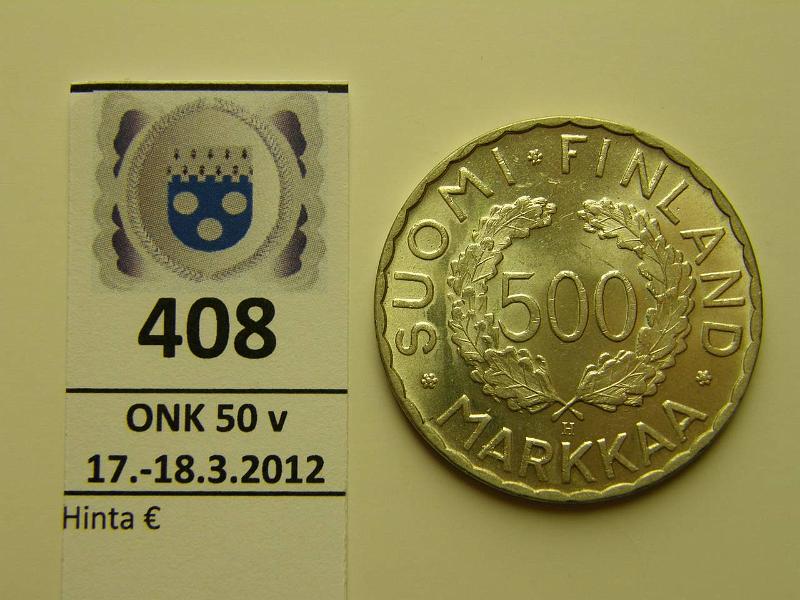 408
ONK 50 v
17.-18.3.2012
Hinta €
SUOMI * FINLAND
500
H
* MARKKAA *